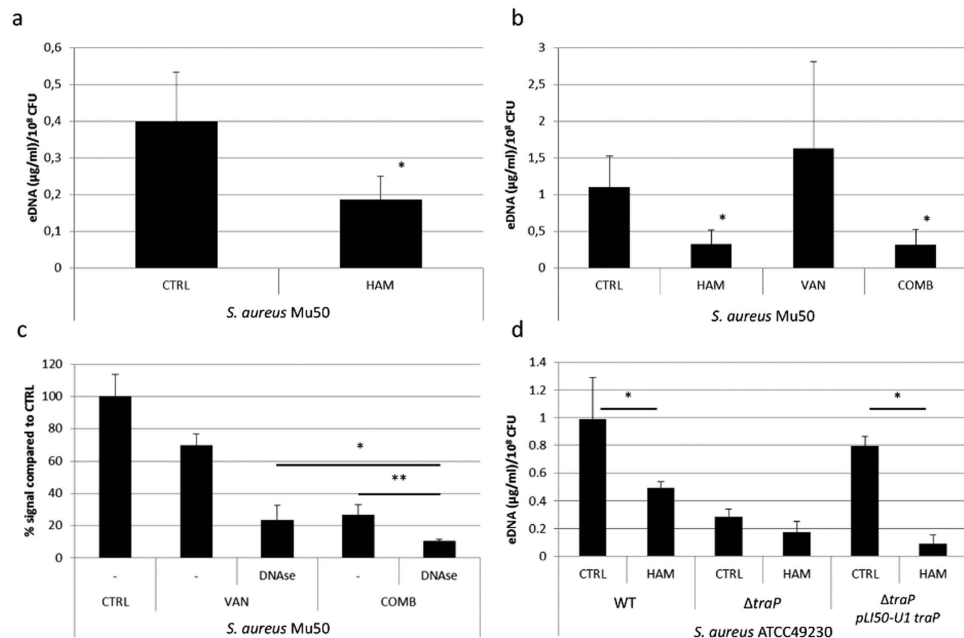 a
eDNA (µg/ml)/10⁸ CFU
0,6
0,5
0,4
0,3
0,2
0,1
0
*
CTRL HAM
S. aureus Mu50
b
eDNA (µg/ml)/10⁸ CFU
3
2,5
2
1,5
1
0,5
0
* *
CTRL HAM VAN COMB
S. aureus Mu50
c
% signal compared to CTRL
120
100
80
60
40
20
0
*
**
- - DNAse - DNAse
CTRL VAN COMB
S. aureus Mu50
d
eDNA (µg/ml)/10⁸ CFU
1.4
1.2
1
0.8
0.6
0.4
0.2
0
* *
CTRL HAM CTRL HAM CTRL HAM
WT ΔtraP ΔtraP
pLI50-U1 traP
S. aureus ATCC49230